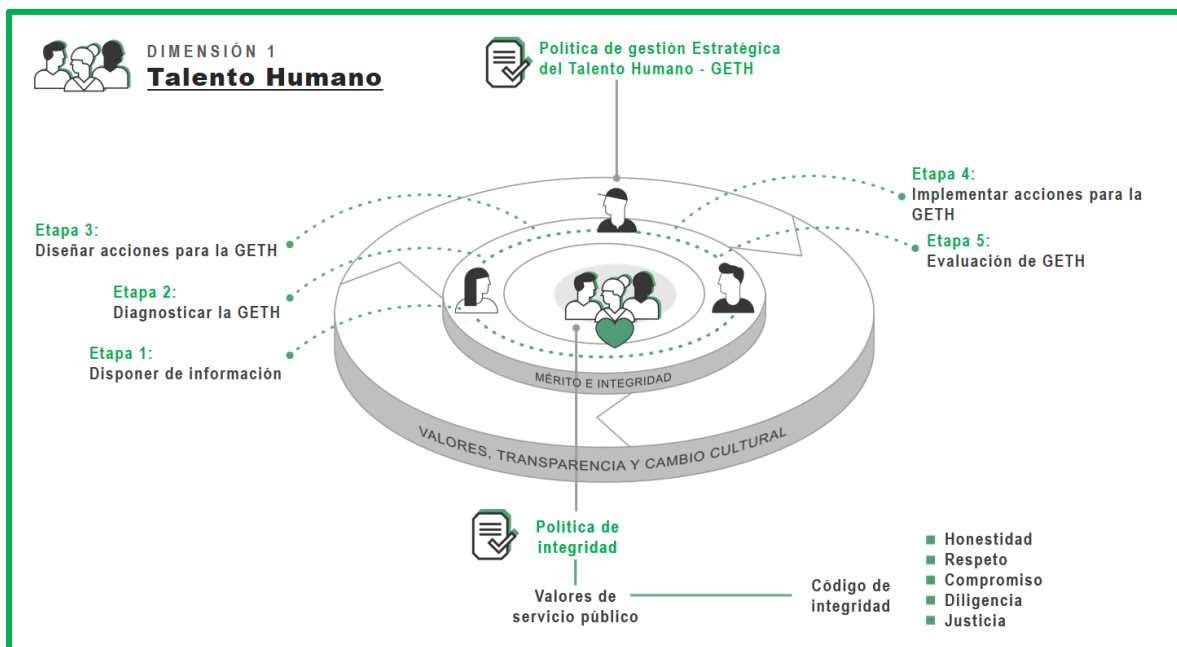 DIMENSIÓN 1
Talento Humano
Política de gestión Estratégica
del Talento Humano - GETH
Etapa 3:
Diseñar acciones para la GETH
Etapa 2:
Diagnosticar la GETH
Etapa 1:
Disponer de información
Etapa 4:
Implementar acciones para la
GETH
Etapa 5:
Evaluación de GETH
MÉRITO E INTEGRIDAD
VALORES, TRANSPARENCIA Y CAMBIO CULTURAL
Política de
integridad
Valores de
servicio público
Código de
integridad
Honestidad
Respeto
Compromiso
Diligencia
Justicia